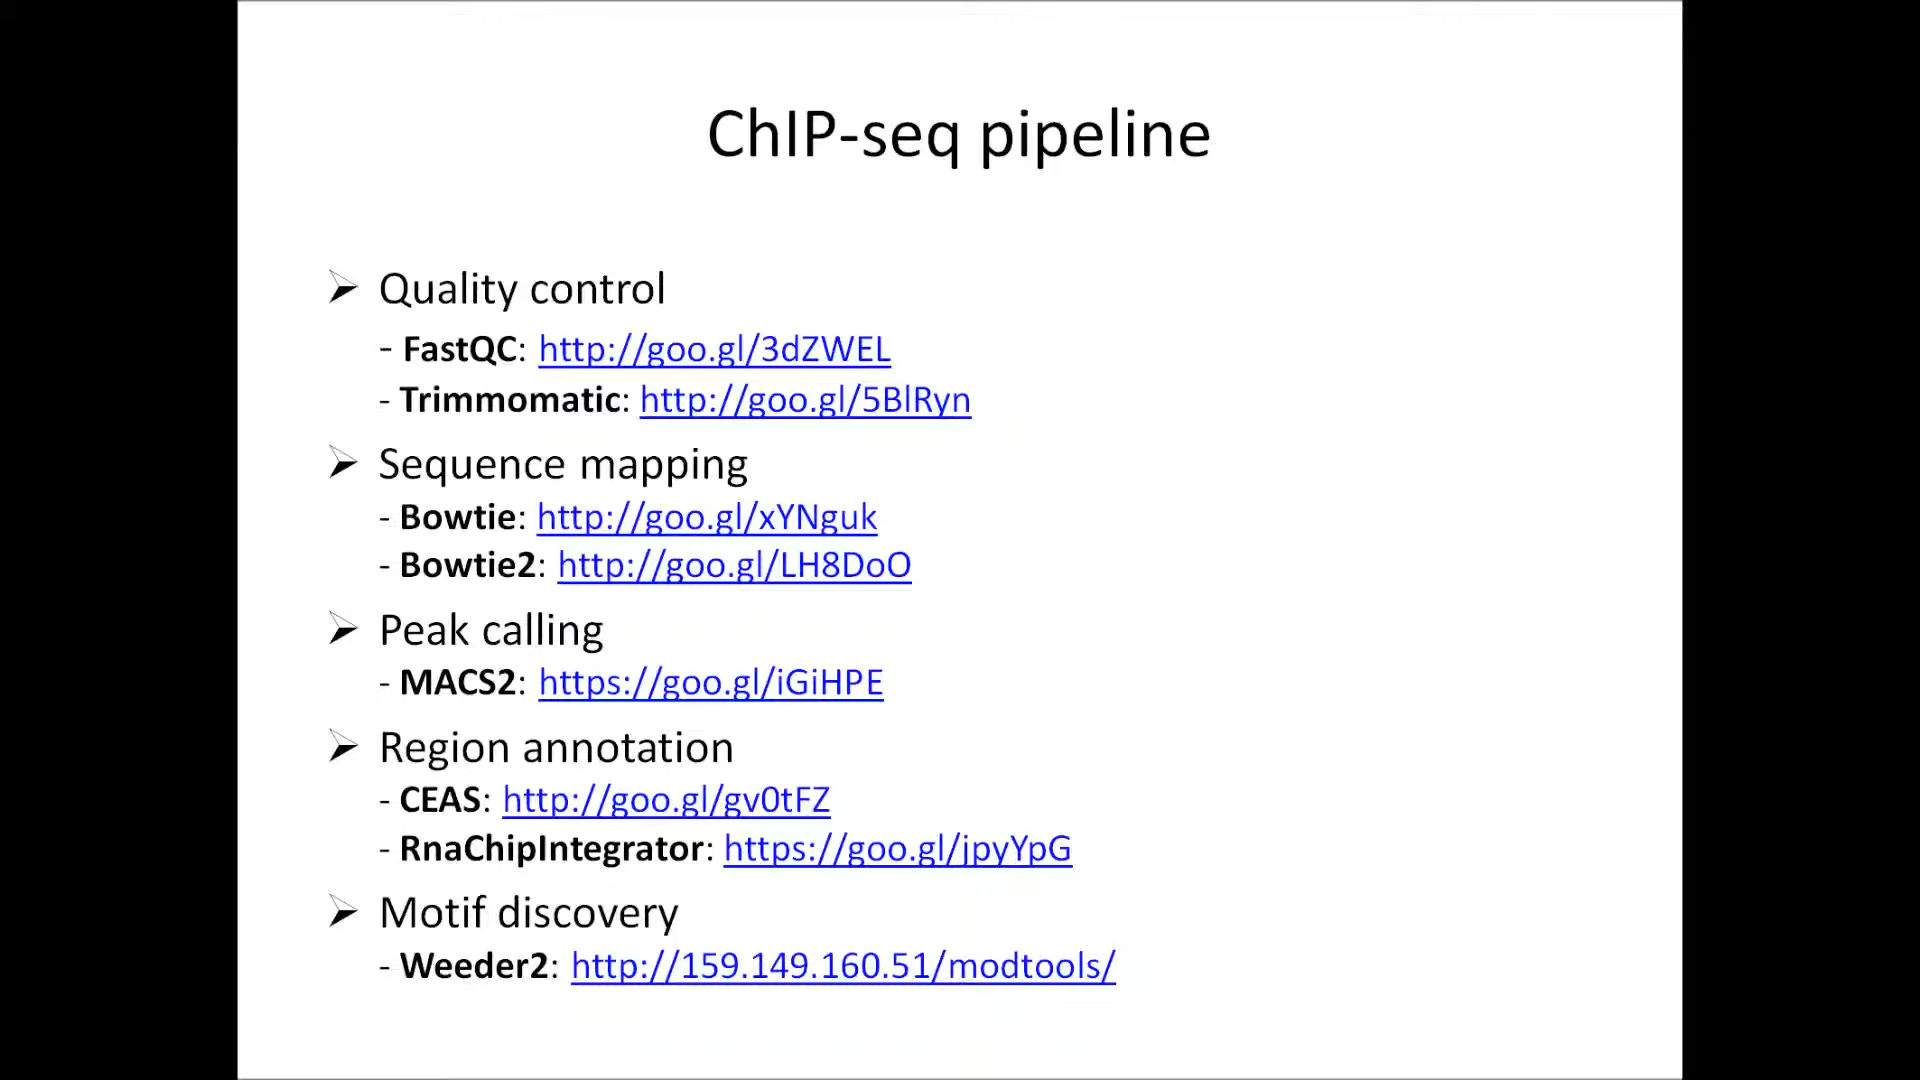 ChIP-seq pipeline
➢ Quality control
- FastQC: http://goo.gl/3dZWEL
- Trimmomatic: http://goo.gl/5BlRyn
➢ Sequence mapping
- Bowtie: http://goo.gl/xYNguk
- Bowtie2: http://goo.gl/LH8DoO
➢ Peak calling
- MACS2: https://goo.gl/iGiHPE
➢ Region annotation
- CEAS: http://goo.gl/gv0tFZ
- RnaChipIntegrator: https://goo.gl/jpyYpG
➢ Motif discovery
- Weeder2: http://159.149.160.51/modtools/